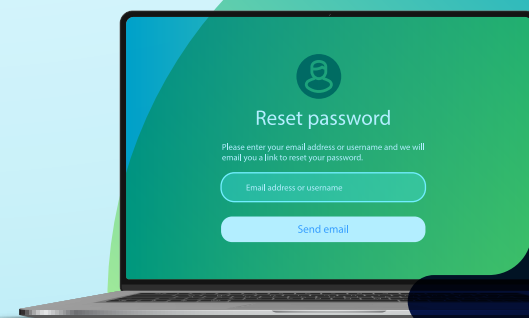 Reset password
Please enter your email address or username and we will
email you a link to reset your password.
Email address or username
Send email